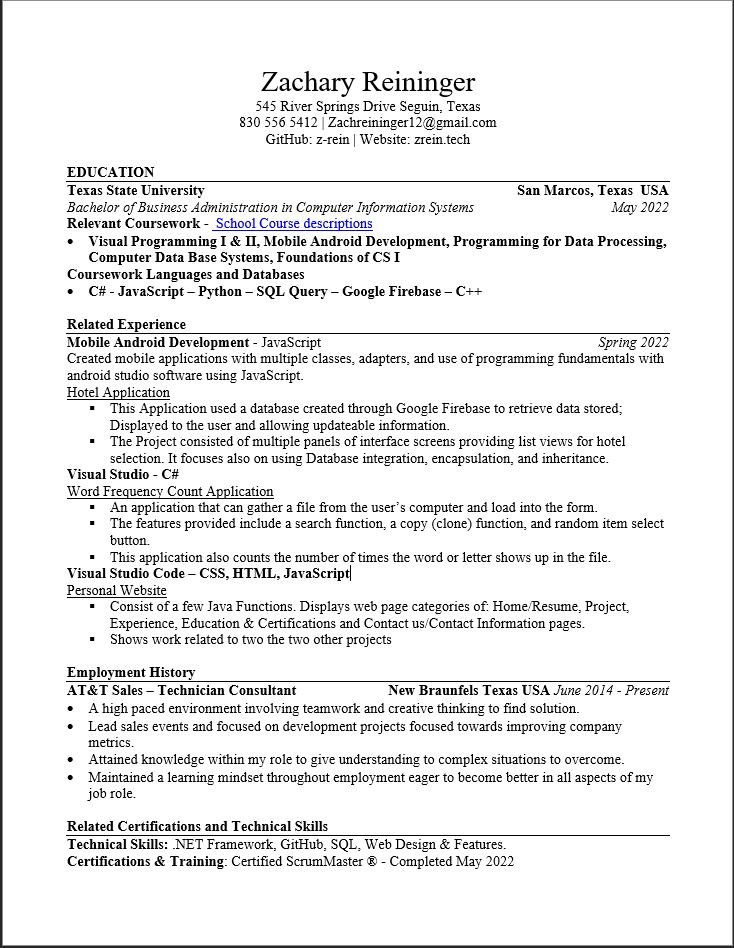 Zachary Reininger
545 River Springs Drive Seguin, Texas
830 556 5412 | Zachreininger12@gmail.com
GitHub: z-rein | Website: zrein.tech
EDUCATION
Texas State University San Marcos, Texas USA
Bachelor of Business Administration in Computer Information Systems May 2022
Relevant Coursework - School Course descriptions
• Visual Programming I & II, Mobile Android Development, Programming for Data Processing,
Computer Data Base Systems, Foundations of CS I
Coursework Languages and Databases
• C# - JavaScript – Python – SQL Query – Google Firebase – C++
Related Experience
Mobile Android Development - JavaScript Spring 2022
Created mobile applications with multiple classes, adapters, and use of programming fundamentals with
android studio software using JavaScript.
Hotel Application
▪ This Application used a database created through Google Firebase to retrieve data stored;
Displayed to the user and allowing updateable information.
▪ The Project consisted of multiple panels of interface screens providing list views for hotel
selection. It focuses also on using Database integration, encapsulation, and inheritance.
Visual Studio - C#
Word Frequency Count Application
▪ An application that can gather a file from the user’s computer and load into the form.
▪ The features provided include a search function, a copy (clone) function, and random item select
button.
▪ This application also counts the number of times the word or letter shows up in the file.
Visual Studio Code – CSS, HTML, JavaScript
Personal Website
▪ Consist of a few Java Functions. Displays web page categories of: Home/Resume, Project,
Experience, Education & Certifications and Contact us/Contact Information pages.
▪ Shows work related to two the two other projects
Employment History
AT&T Sales – Technician Consultant New Braunfels Texas USA June 2014 - Present
• A high paced environment involving teamwork and creative thinking to find solution.
• Lead sales events and focused on development projects focused towards improving company
metrics.
• Attained knowledge within my role to give understanding to complex situations to overcome.
• Maintained a learning mindset throughout employment eager to become better in all aspects of my
job role.
Related Certifications and Technical Skills
Technical Skills: .NET Framework, GitHub, SQL, Web Design & Features.
Certifications & Training: Certified ScrumMaster ® - Completed May 2022